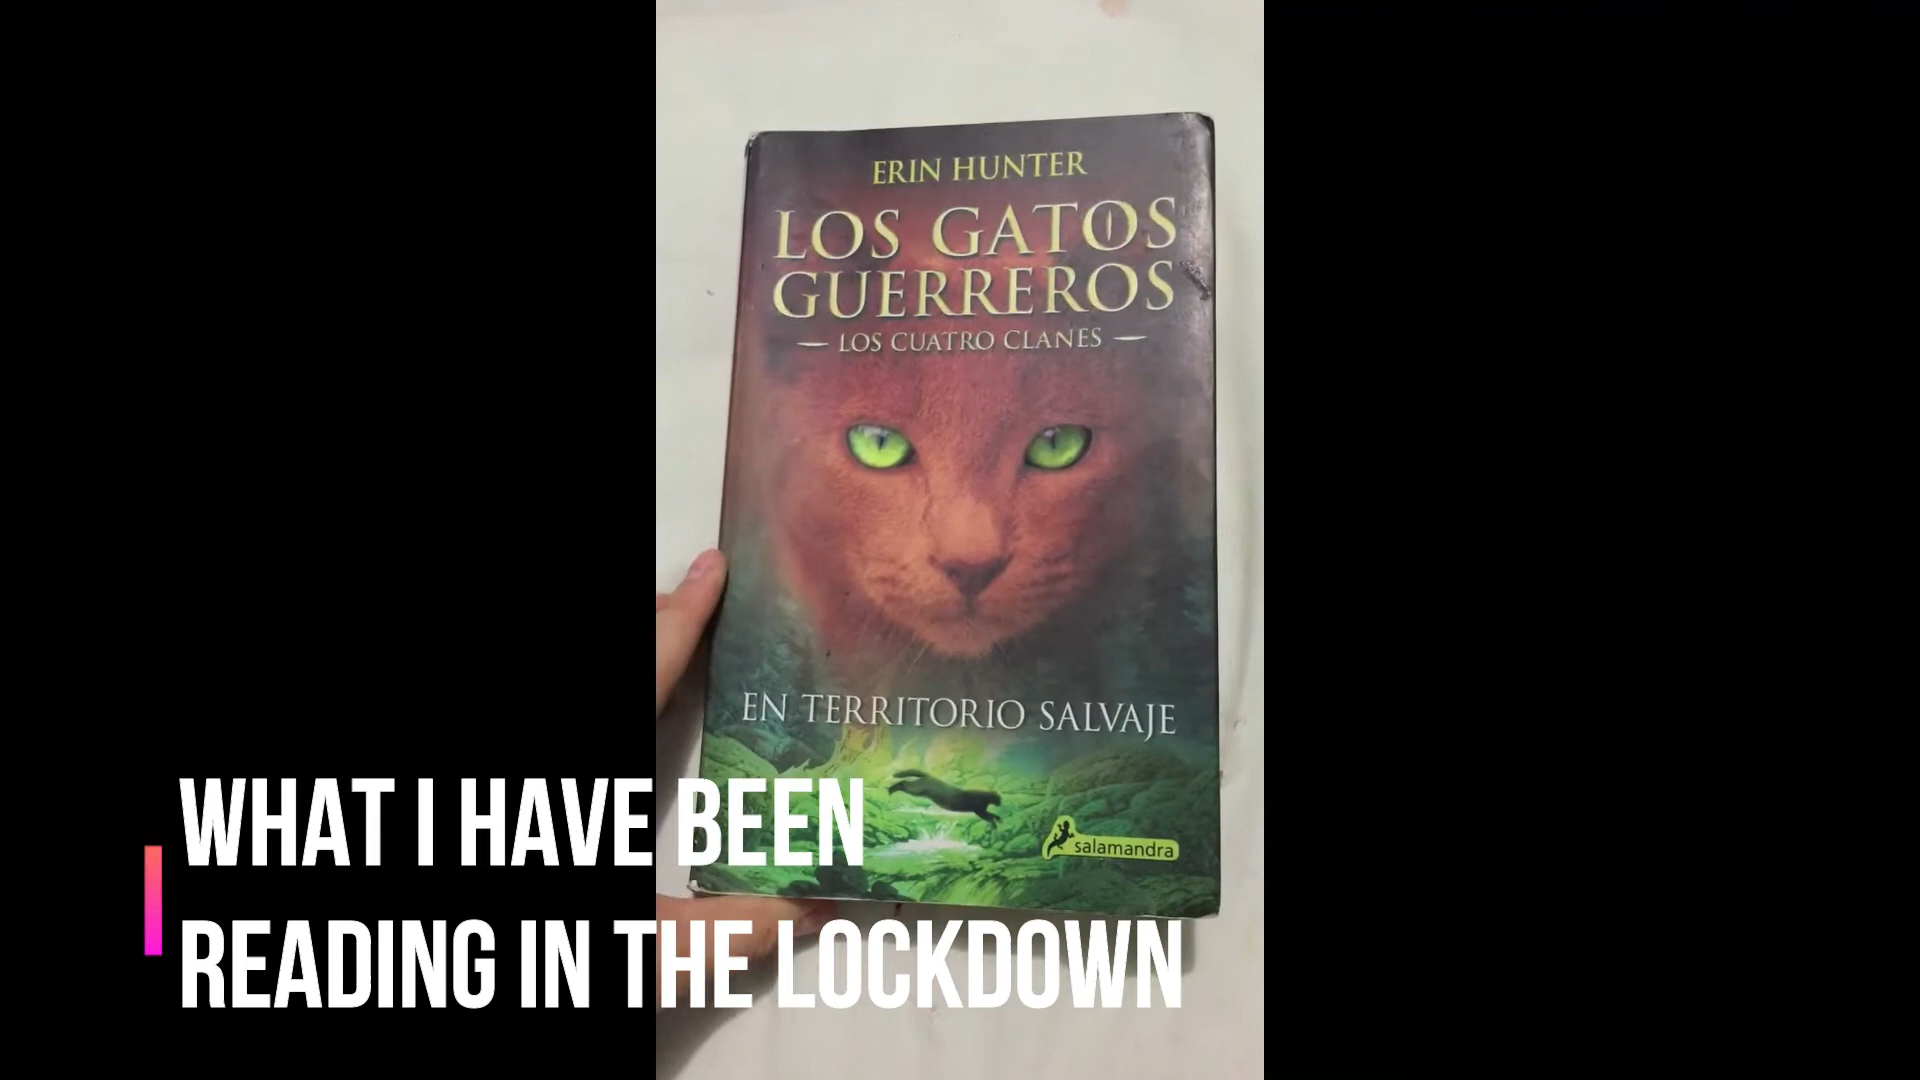 ERIN HUNTER
LOS GATOS
GUERREROS
LOS CUATRO CLANES
EN TERRITORIO SALVAJE
salamandra
WHAT I HAVE BEEN
READING IN THE LOCKDOWN